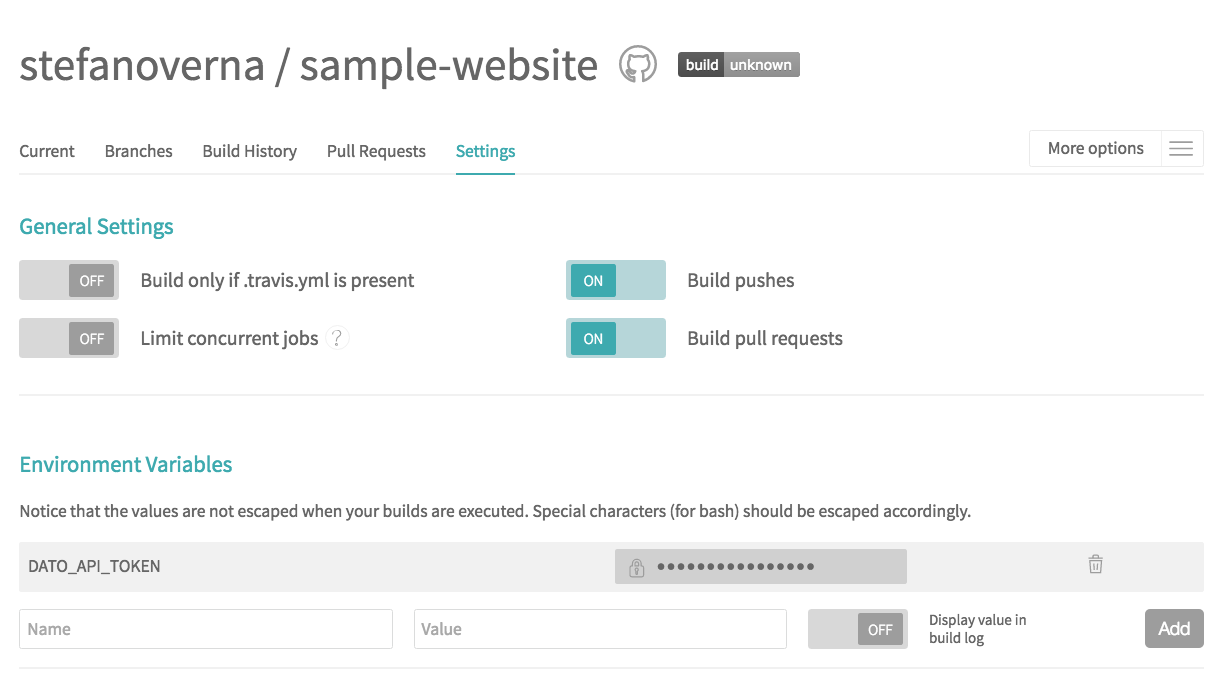 stefanoverna / sample-website build unknown
Current Branches Build History Pull Requests Settings More options
General Settings
OFF Build only if .travis.yml is present ON Build pushes
OFF Limit concurrent jobs ? ON Build pull requests
Environment Variables
Notice that the values are not escaped when your builds are executed. Special characters (for bash) should be escaped accordingly.
DATO_API_TOKEN ••••••••••••••••
Name Value OFF Display value in
build log Add